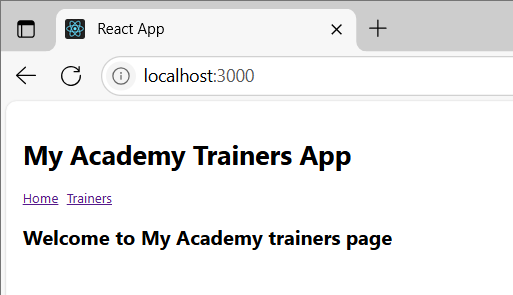 React App
localhost:3000
My Academy Trainers App
Home Trainers
Welcome to My Academy trainers page